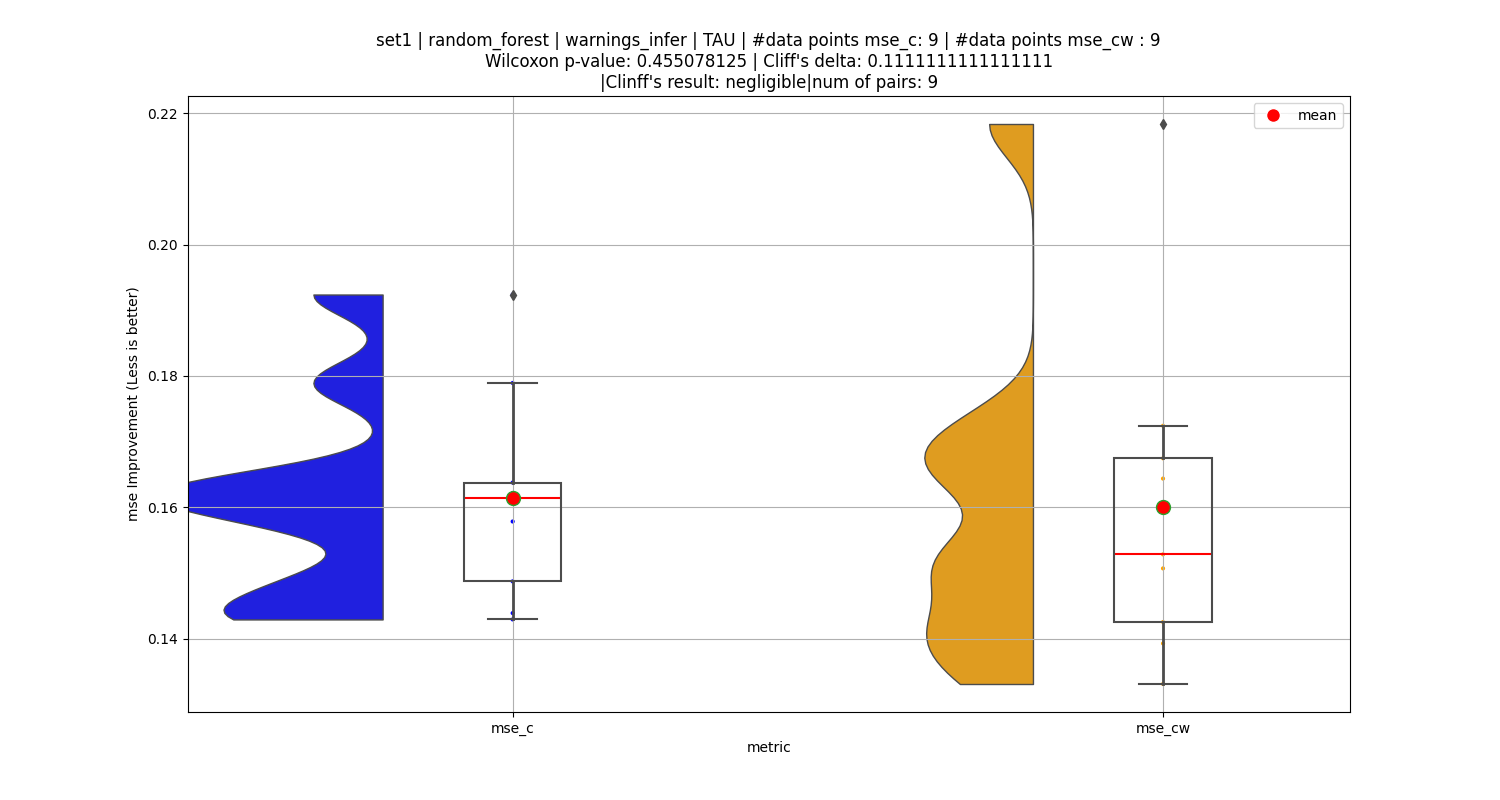 set1 | random_forest | warnings_infer | TAU | #data points mse_c: 9 | #data points mse_cw : 9
Wilcoxon p-value: 0.455078125 | Cliff's delta: 0.1111111111111111
|Clinff's result: negligible|num of pairs: 9
mean
0.22
0.20
0.18
0.16
0.14
mse Improvement (Less is better)
mse_c
mse_cw
metric